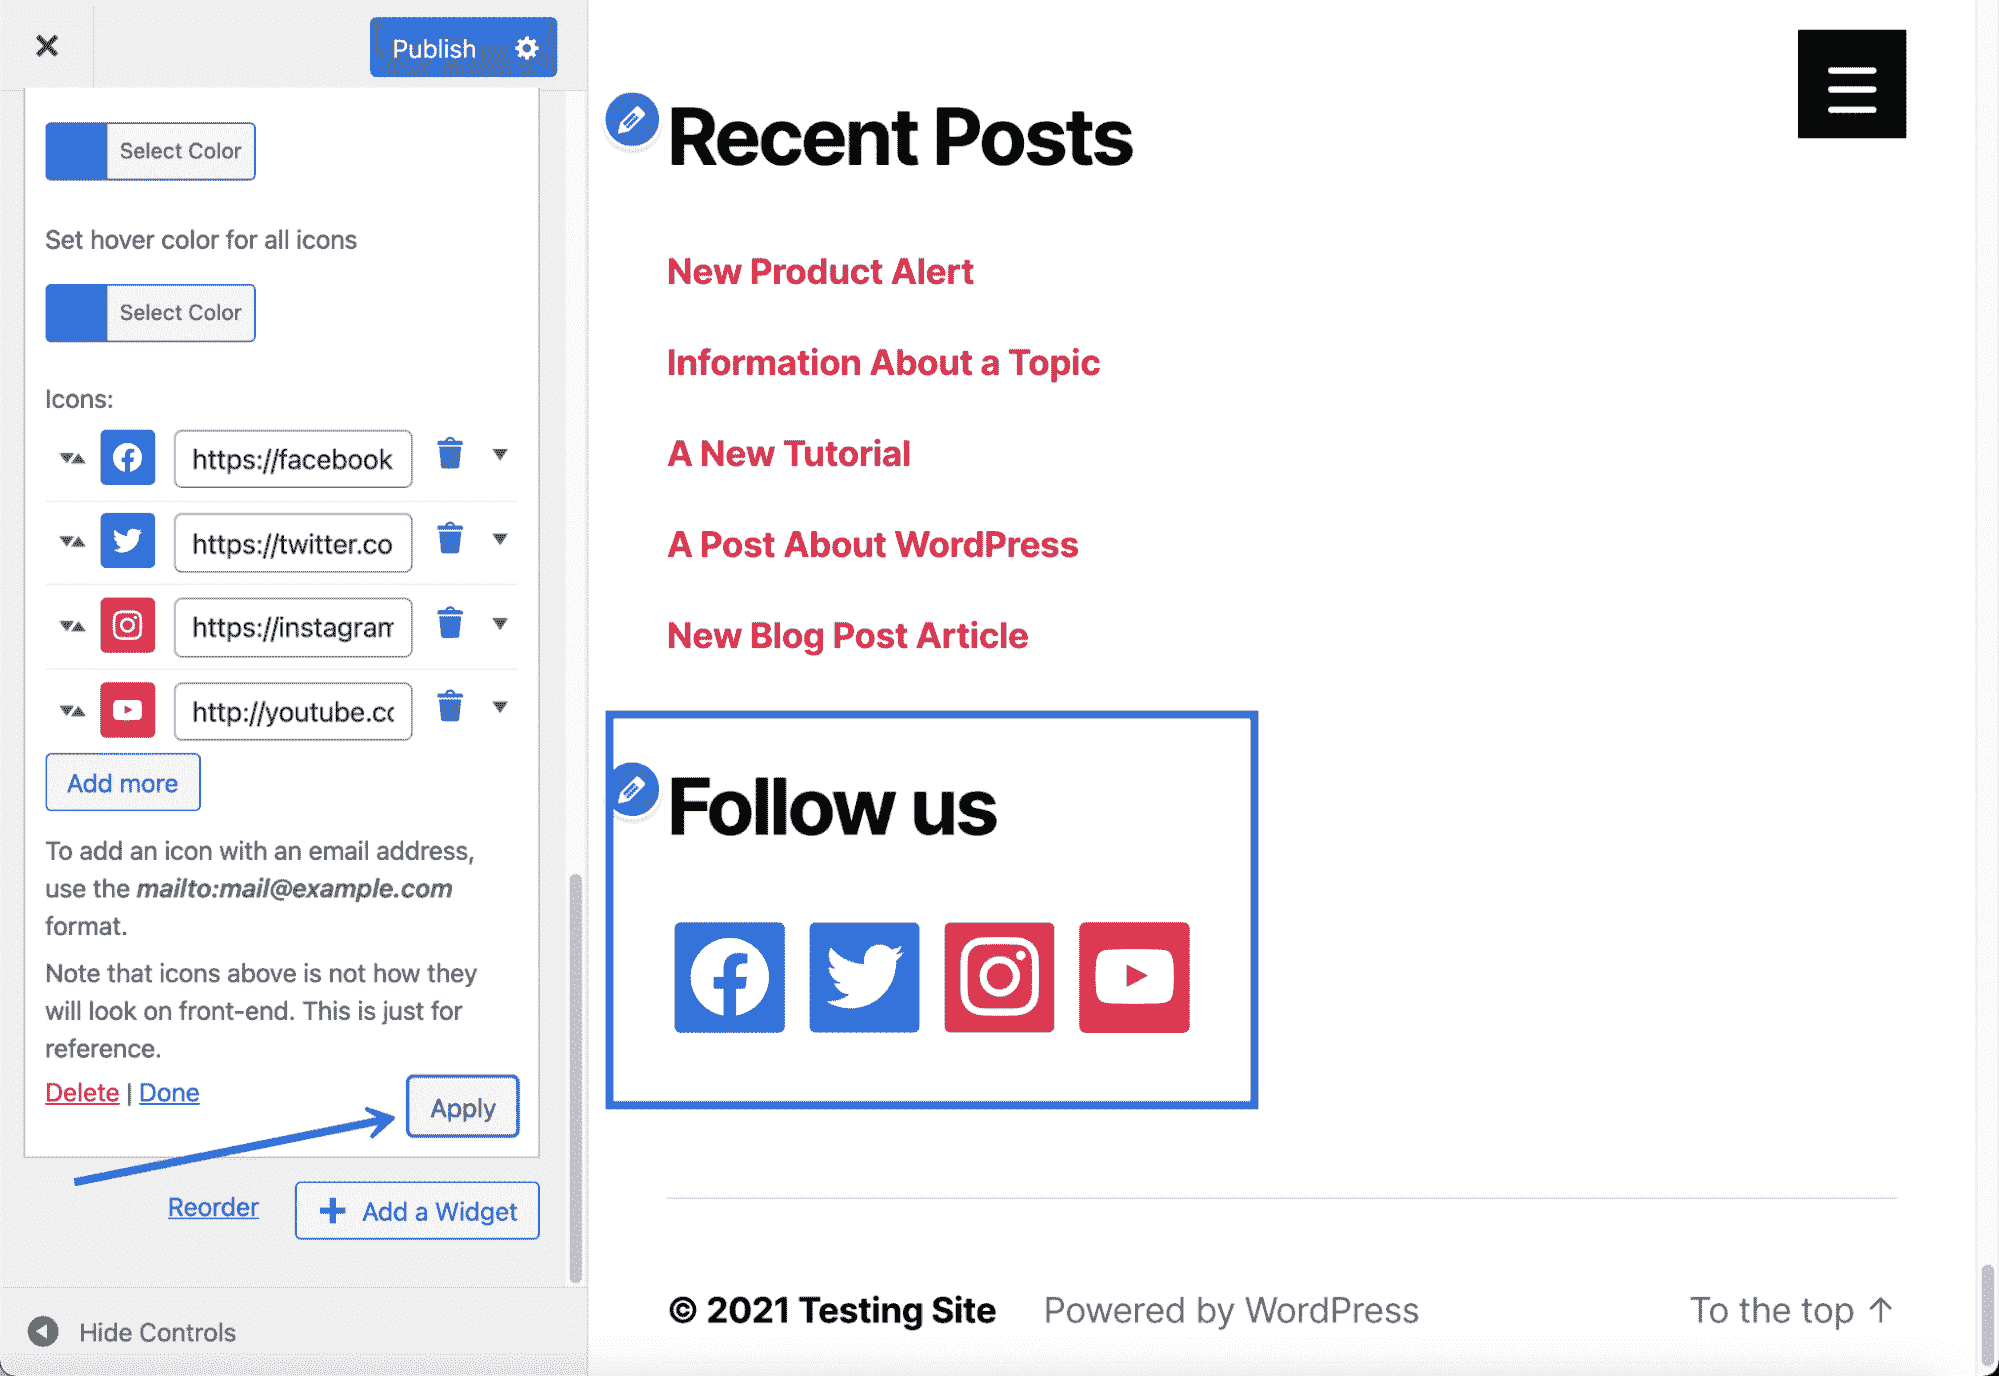 Publish
Select Color
Set hover color for all icons
Select Color
Icons:
https://facebook
https://twitter.co
https://instagram
http://youtube.co
Add more
To add an icon with an email address,
use the mailto:mail@example.com
format.
Note that icons above is not how they
will look on front-end. This is just for
reference.
Delete | Done
Apply
Reorder
Add a Widget
Hide Controls
Recent Posts
New Product Alert
Information About a Topic
A New Tutorial
A Post About WordPress
New Blog Post Article
Follow us
© 2021 Testing Site
Powered by WordPress
To the top ↑